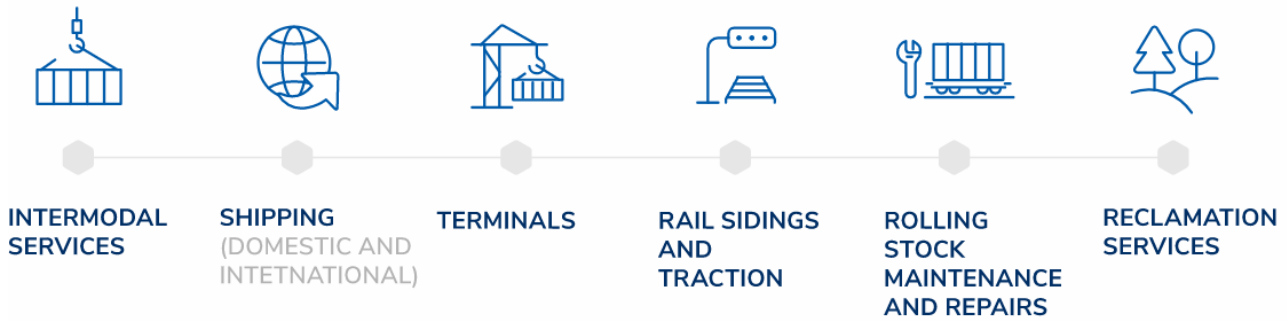 INTERMODAL
SERVICES
SHIPPING
(DOMESTIC AND
INTETNATIONAL)
TERMINALS
RAIL SIDINGS
AND
TRACTION
ROLLING
STOCK
MAINTENANCE
AND REPAIRS
RECLAMATION
SERVICES